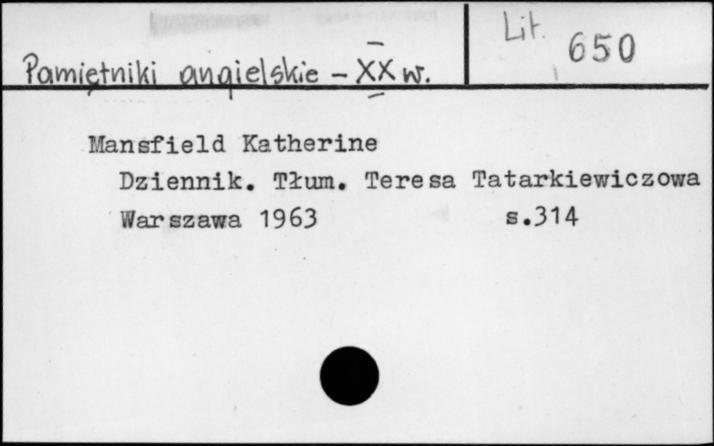 Lit. 650
Pamiętniki angielskie – XX w.
Mansfield Katherine
Dziennik. Tłum. Teresa Tatarkiewiczowa
Warszawa 1963 s.314